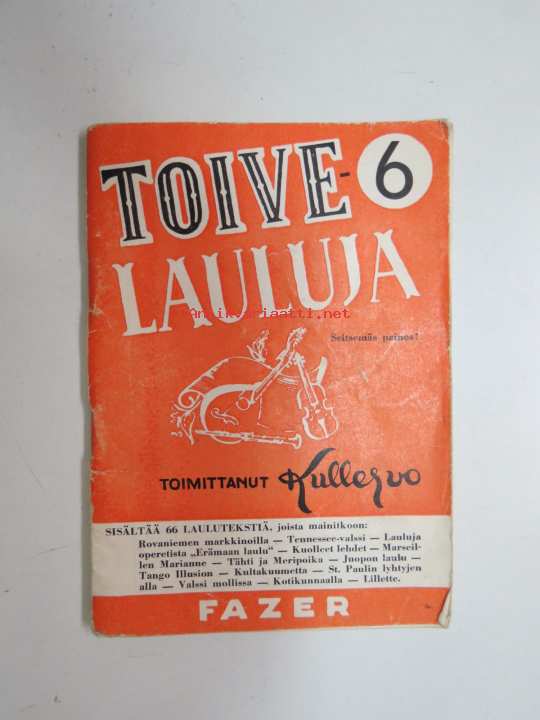 TOIVE-6
LAULUJA
Antikvariaatti.net
Seitsemäs painos!
TOIMITTANUT Kullervo
SISÄLTÄÄ 66 LAULUTEKSTIÄ, joista mainitkoon:
Rovaniemen markkinoilla — Tennessee-valssi — Lauluja
operetista „Erämaan laulu" — Kuolleet lehdet — Marseil-
len Marianne — Tähti ja Meripoika — Juopon laulu —
Tango Illusion — Kultakuumetta — St. Paulin lyhtyjen
alla — Valssi mollissa — Kotikunnaalla — Lillette.
FAZER